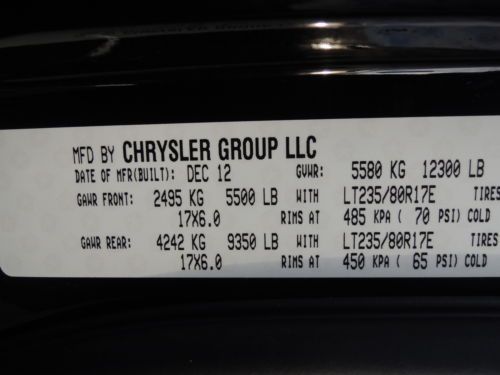 MFD BY CHRYSLER GROUP LLC
DATE OF MFR(BUILT): DEC 12 GVWR: 5580 KG 12300 LB
GAWR FRONT: 2495 KG 5500 LB WITH LT235/80R17E TIRES
17X6.0 RIMS AT 485 KPA ( 70 PSI) COLD
GAWR REAR: 4242 KG 9350 LB WITH LT235/80R17E TIRES
17X6.0 RIMS AT 450 KPA ( 65 PSI) COLD